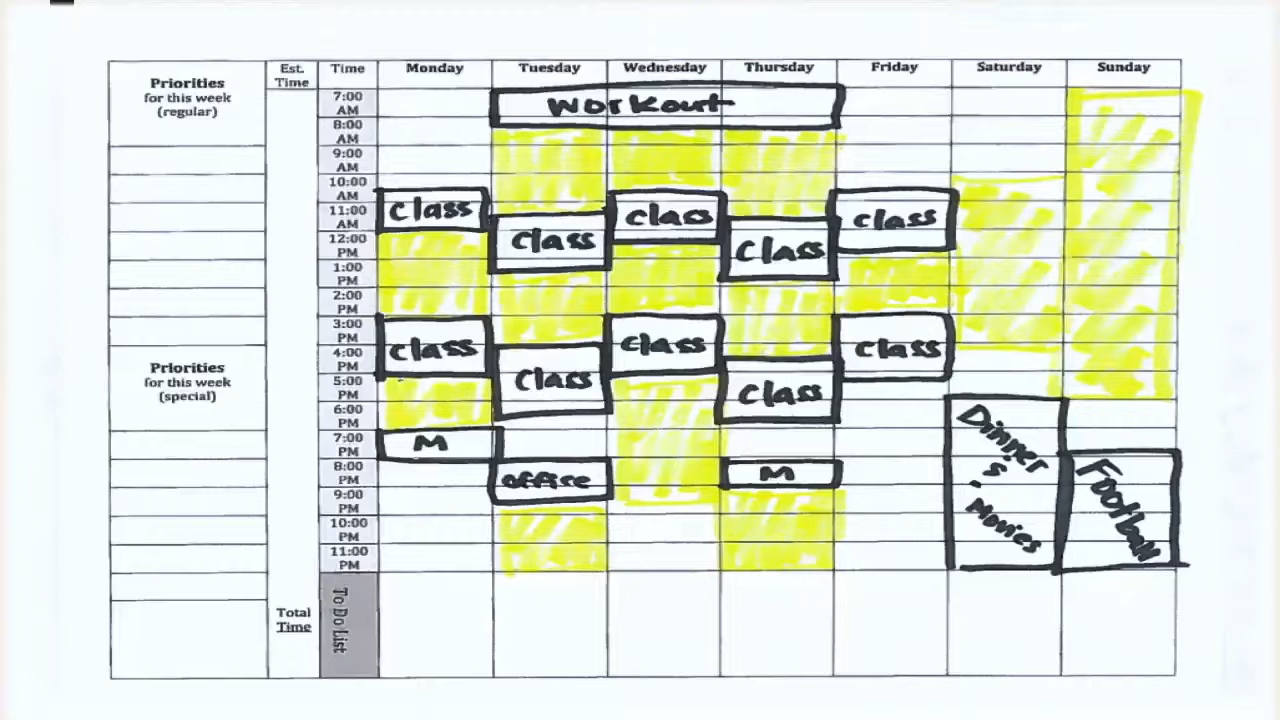 Priorities
for this week
(regular)
Est.
Time
Time
Monday
Tuesday
Wednesday
Thursday
Friday
Saturday
Sunday
7:00
AM
Workout
8:00
AM
9:00
AM
10:00
AM
11:00
AM
Class
Class
Class
12:00
PM
Class
Class
1:00
PM
2:00
PM
3:00
PM
Priorities
for this week
(special)
4:00
PM
Class
Class
Class
5:00
PM
Class
Class
6:00
PM
7:00
PM
M
8:00
PM
office
M
9:00
PM
10:00
PM
11:00
PM
Dinner
Movies
Football
Total
Time
To Do List